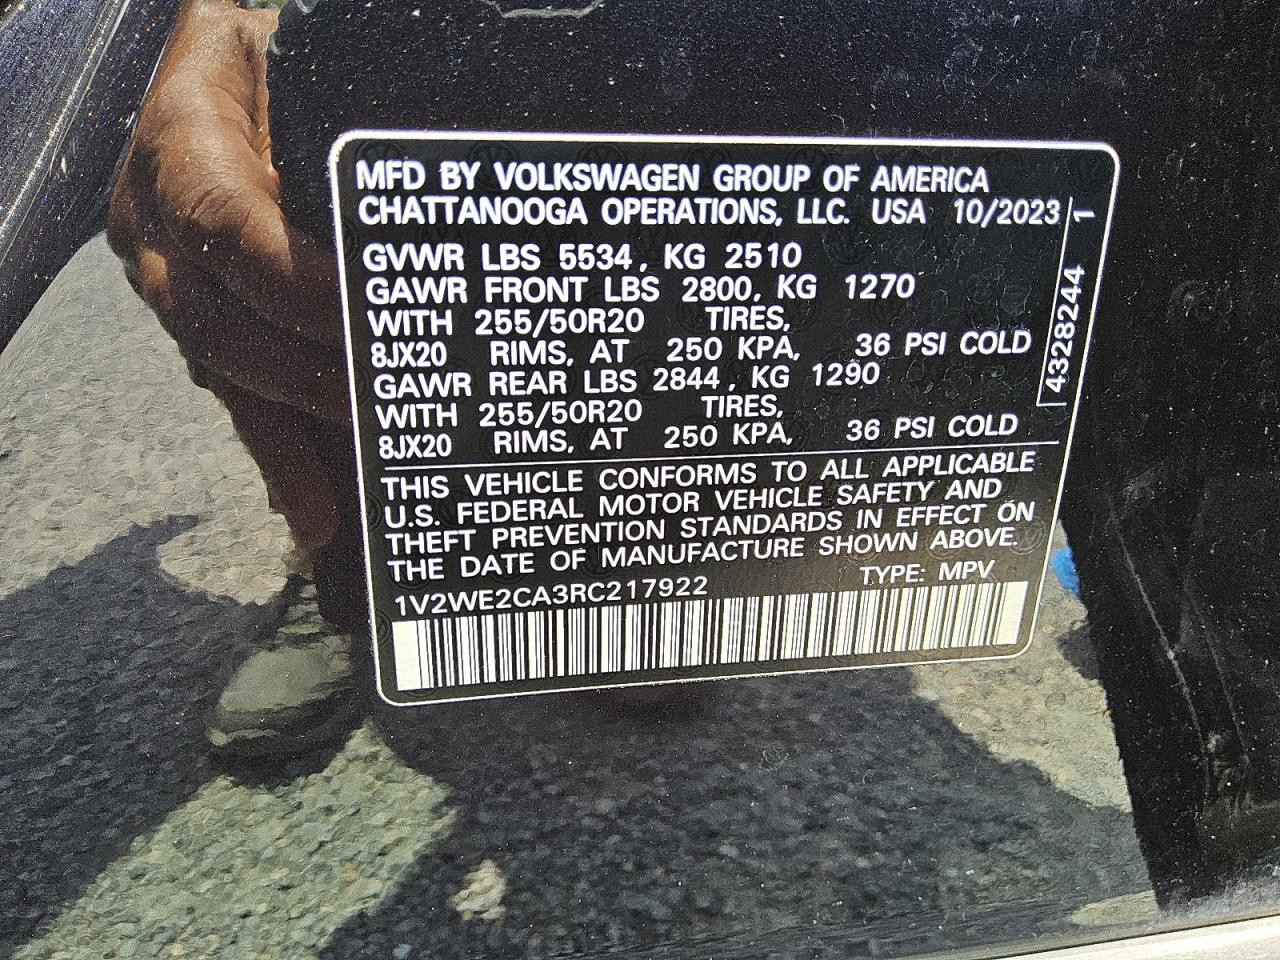 MFD BY VOLKSWAGEN GROUP OF AMERICA
CHATTANOOGA OPERATIONS, LLC. USA 10/2023
GVWR LBS 5534, KG 2510
GAWR FRONT LBS 2800, KG 1270
WITH 255/50R20 TIRES,
8JX20 RIMS, AT 250 KPA, 36 PSI COLD
GAWR REAR LBS 2844, KG 1290
WITH 255/50R20 TIRES,
8JX20 RIMS, AT 250 KPA, 36 PSI COLD
4328244 1
THIS VEHICLE CONFORMS TO ALL APPLICABLE
U.S. FEDERAL MOTOR VEHICLE SAFETY AND
THEFT PREVENTION STANDARDS IN EFFECT ON
THE DATE OF MANUFACTURE SHOWN ABOVE.
1V2WE2CA3RC217922 TYPE: MPV